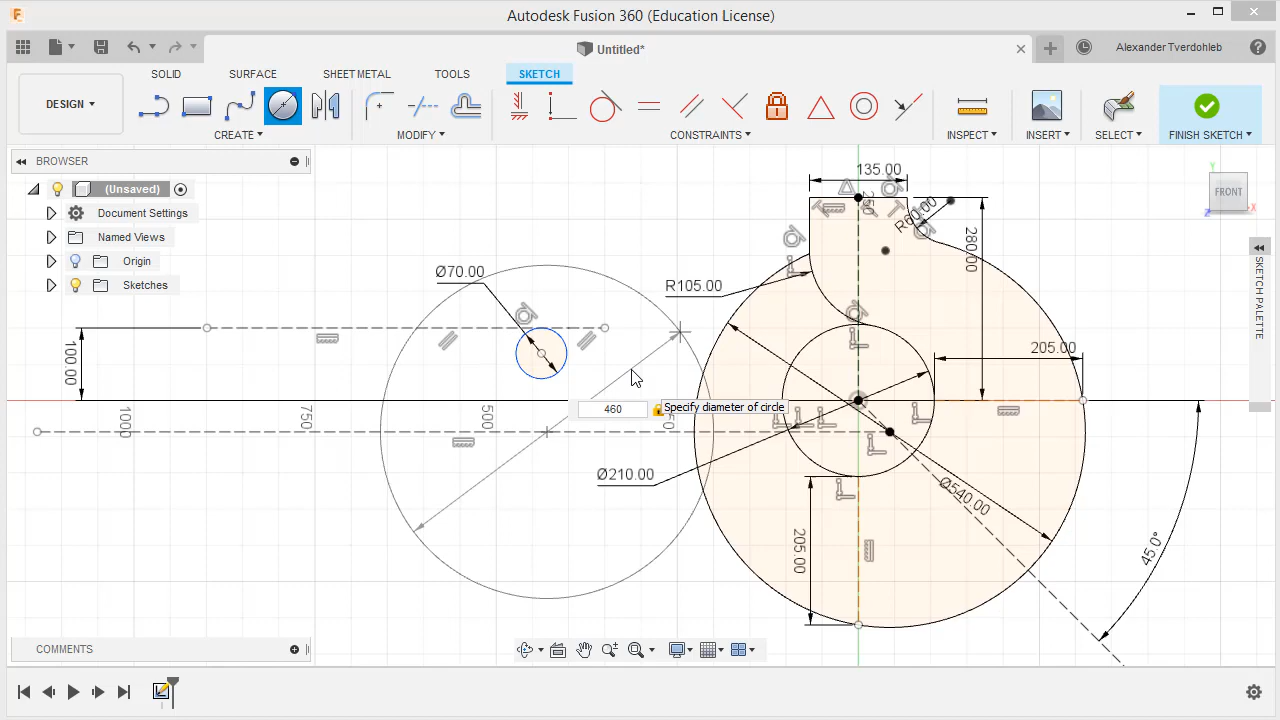 Autodesk Fusion 360 (Education License)
Untitled*
Alexander Tverdohleb
DESIGN
SOLID
SURFACE
SHEET METAL
TOOLS
SKETCH
CREATE
MODIFY
CONSTRAINTS
INSPECT
INSERT
SELECT
FINISH SKETCH
BROWSER
(Unsaved)
Document Settings
Named Views
Origin
Sketches
FRONT
Y
X
Z
SKETCH PALETTE
135.00
250
R60.00
280.00
Ø70.00
R105.00
205.00
100.00
1000
750
500
460
Specify diameter of circle
Ø210.00
Ø540.00
205.00
45.0°
COMMENTS